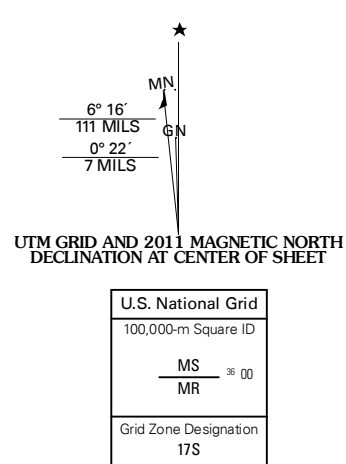 ★
MN
6° 16´
111 MILS
GN
0° 22´
7 MILS
UTM GRID AND 2011 MAGNETIC NORTH
DECLINATION AT CENTER OF SHEET
U.S. National Grid
100,000-m Square ID
MS
36 00
MR
Grid Zone Designation
17S